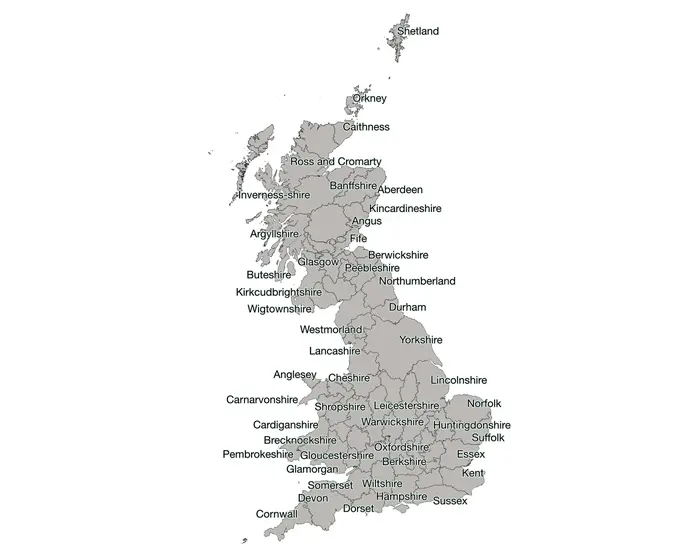 Shetland
Orkney
Caithness
Ross and Cromarty
Banffshire
Aberdeen
Inverness-shire
Kincardineshire
Angus
Argyllshire
Fife
Berwickshire
Glasgow
Peebleshire
Buteshire
Northumberland
Kirkcudbrightshire
Wigtownshire
Durham
Westmorland
Yorkshire
Lancashire
Anglesey
Cheshire
Lincolnshire
Carnarvonshire
Shropshire
Leicestershire
Norfolk
Cardiganshire
Warwickshire
Huntingdonshire
Brecknockshire
Suffolk
Pembrokeshire
Gloucestershire
Oxfordshire
Essex
Berkshire
Glamorgan
Kent
Somerset
Wiltshire
Devon
Hampshire
Sussex
Dorset
Cornwall